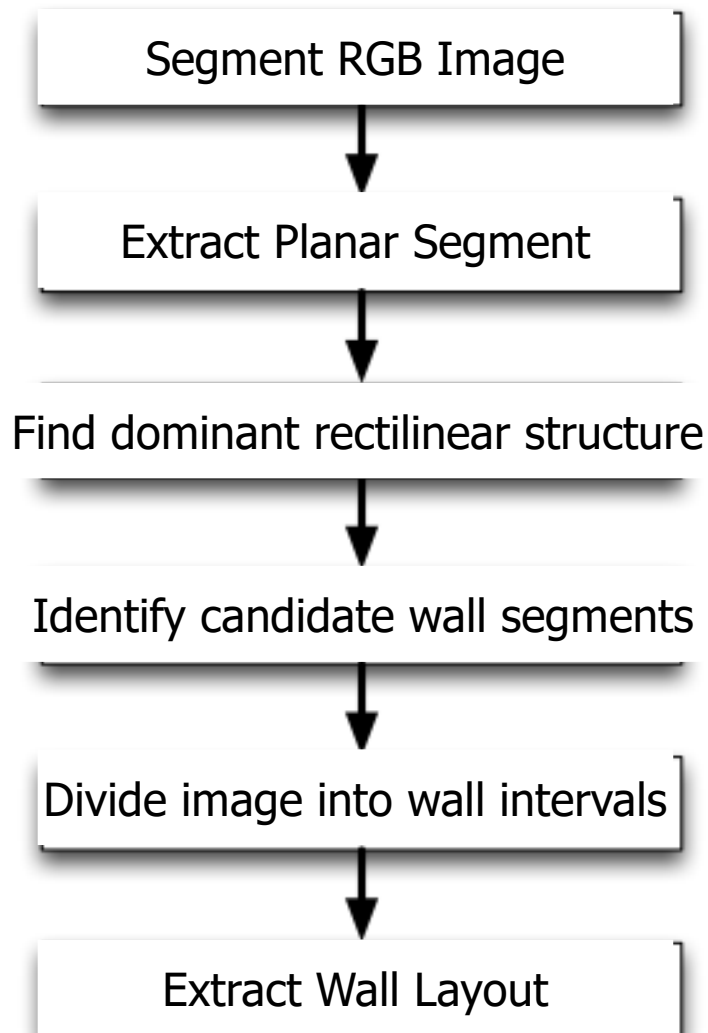 Segment RGB Image
Extract Planar Segment
Find dominant rectilinear structure
Identify candidate wall segments
Divide image into wall intervals
Extract Wall Layout